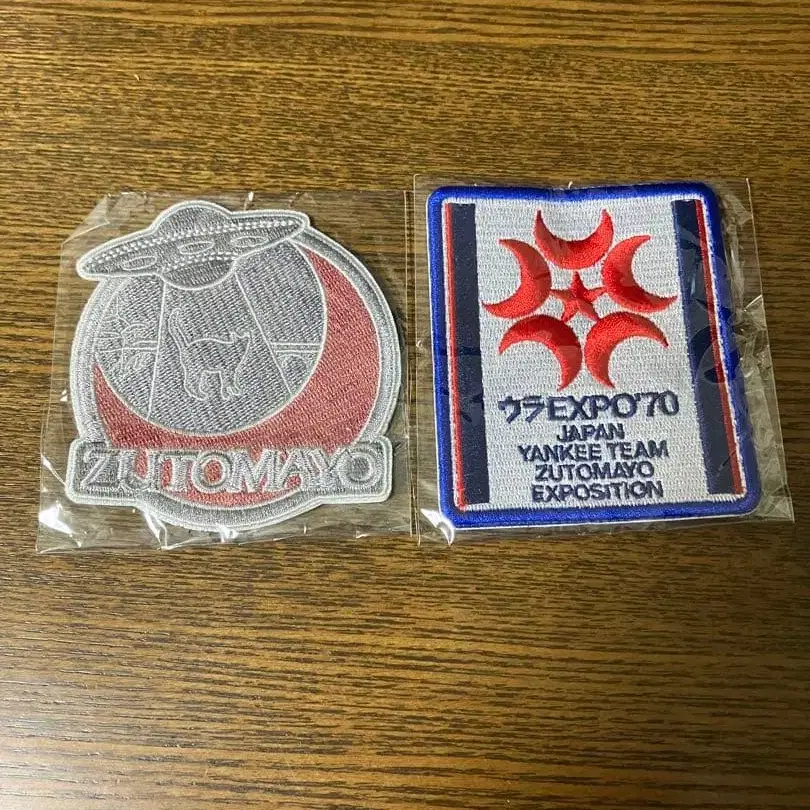 ZUTOMAYO
ウラEXPO'70
JAPAN
YANKEE TEAM
ZUTOMAYO
EXPOSITION